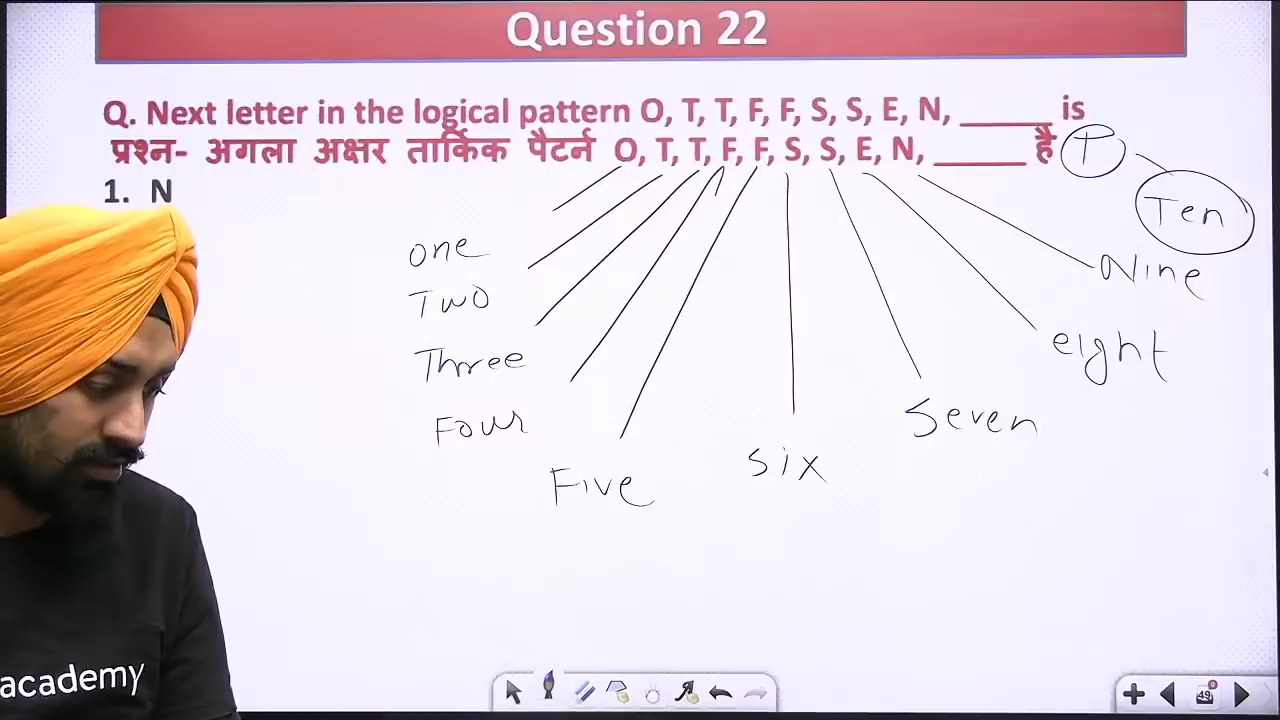 Question 22
Q. Next letter in the logical pattern O, T, T, F, F, S, S, E, N, ______ is
प्रश्न- अगला अक्षर तार्किक पैटर्न O, T, T, F, F, S, S, E, N, ______ है
T
1. N
Ten
one
Nine
Two
eight
Three
Four
Seven
Six
Five
academy
49